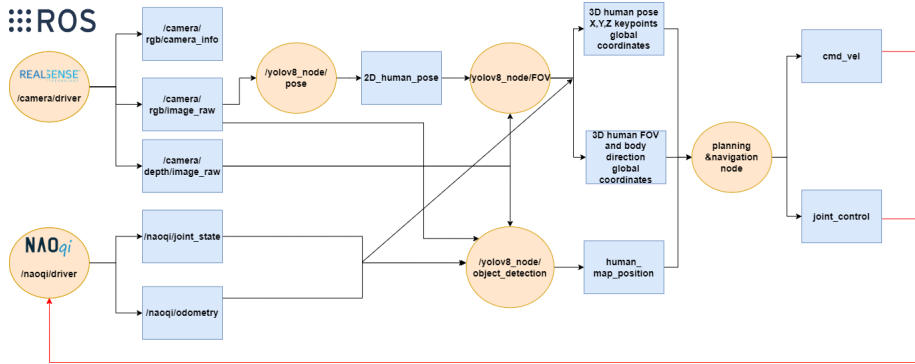 ROS
REALSENSE
TECHNOLOGY
/camera/driver
/camera/
rgb/camera_info
/camera/
rgb/image_raw
/camera/
depth/image_raw
/yolov8_node/
pose
2D_human_pose
/yolov8_node/FOV
3D human pose
X,Y,Z keypoints
global
coordinates
3D human FOV
and body
direction
global
coordinates
planning
&navigation
node
cmd_vel
joint_control
NAOqi
/naoqi/driver
/naoqi/joint_state
/naoqi/odometry
/yolov8_node/
object_detection
human_
map_position